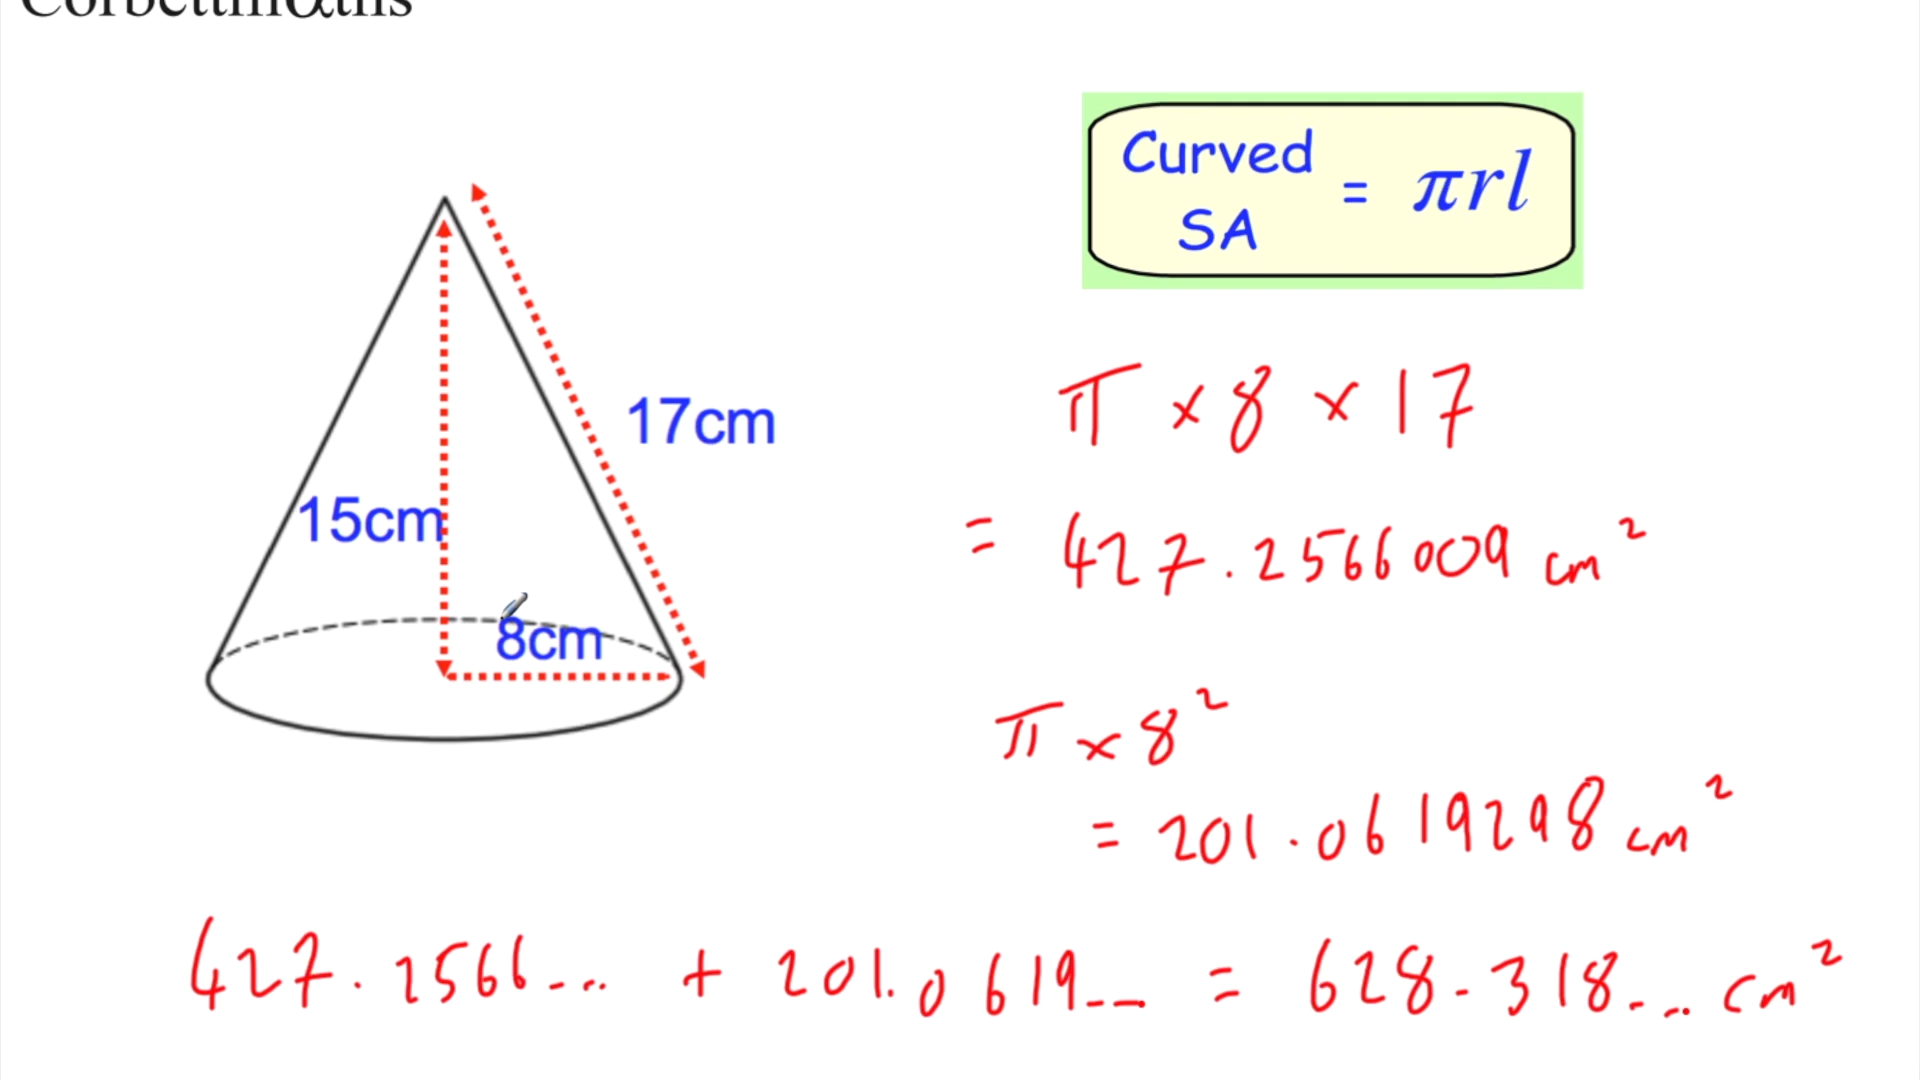 Corbettmαths
Curved
SA
= πrl
17cm
15cm
8cm
π × 8 × 17
= 427.2566009 cm²
π × 8²
= 201.0619298 cm²
427.2566... + 201.0619... = 628.318... cm²